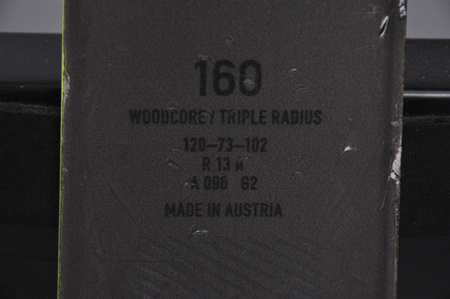 160
WOODCORE / TRIPLE RADIUS
120–73–102
R 13 M
A 096 G2
MADE IN AUSTRIA